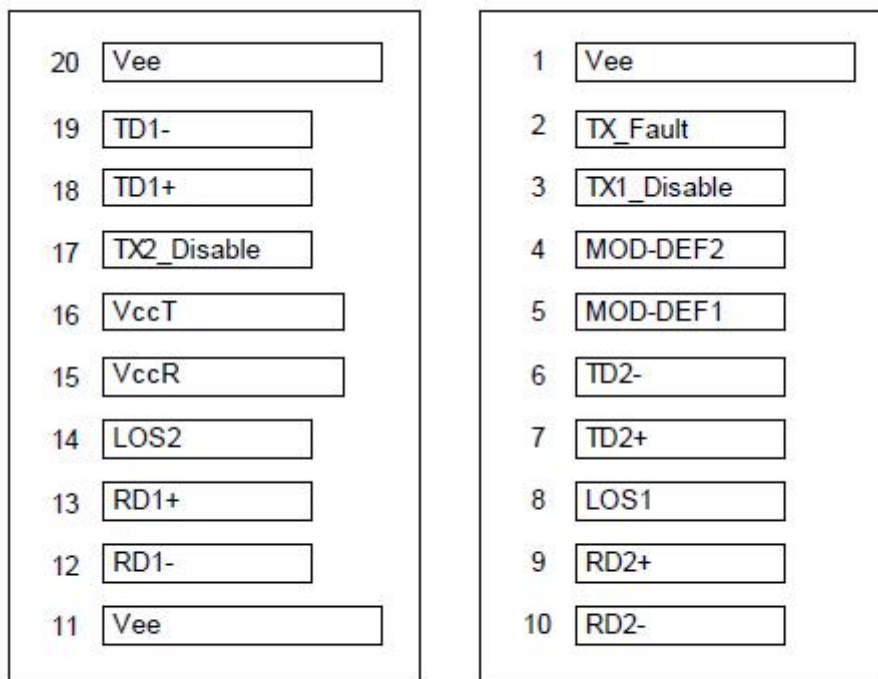 20 Vee
19 TD1-
18 TD1+
17 TX2_Disable
16 VccT
15 VccR
14 LOS2
13 RD1+
12 RD1-
11 Vee
1 Vee
2 TX_Fault
3 TX1_Disable
4 MOD-DEF2
5 MOD-DEF1
6 TD2-
7 TD2+
8 LOS1
9 RD2+
10 RD2-